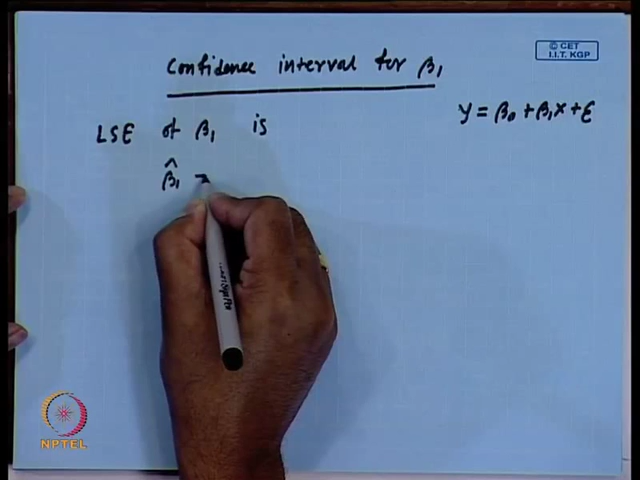 © CET
I.I.T. KGP
Confidence interval for β₁
y = β₀ + β₁x + ε
LSE of β₁ is
β̂₁ =
NPTEL